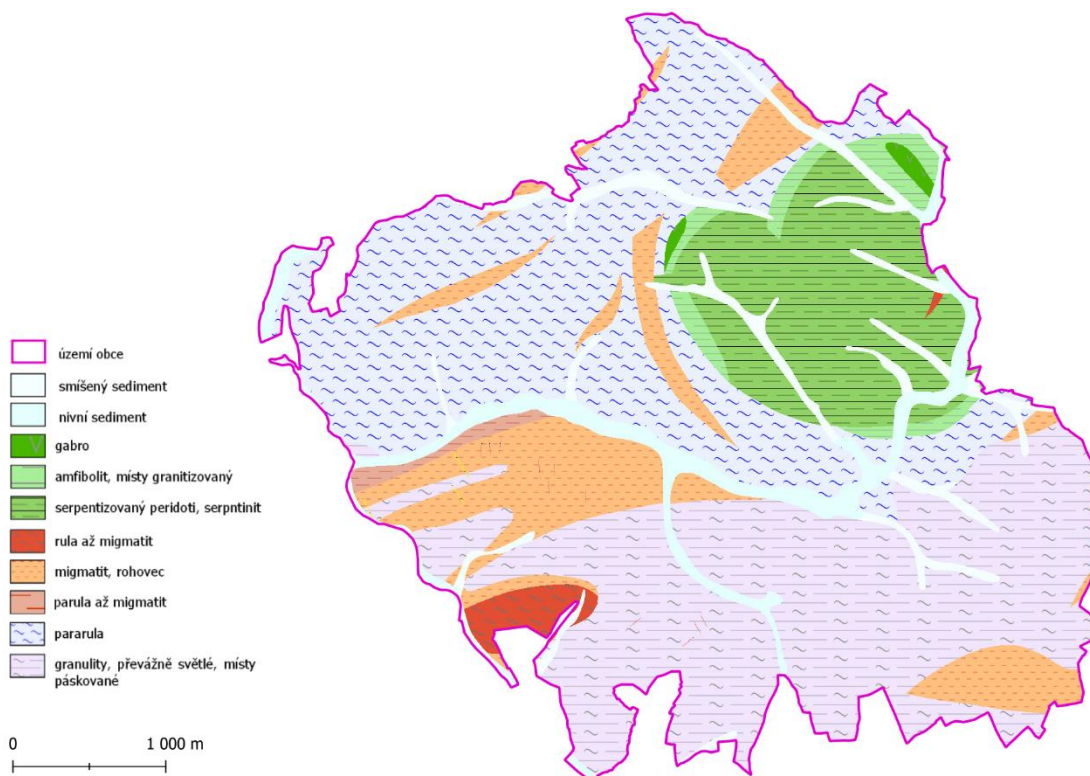 území obce
smíšený sediment
nivní sediment
gabro
amfibolit, místy granitizovaný
serpentizovaný peridoti, serpntinit
rula až migmatit
migmatit, rohovec
parula až migmatit
pararula
granulity, převážně světlé, místy
páskované
0 1 000 m